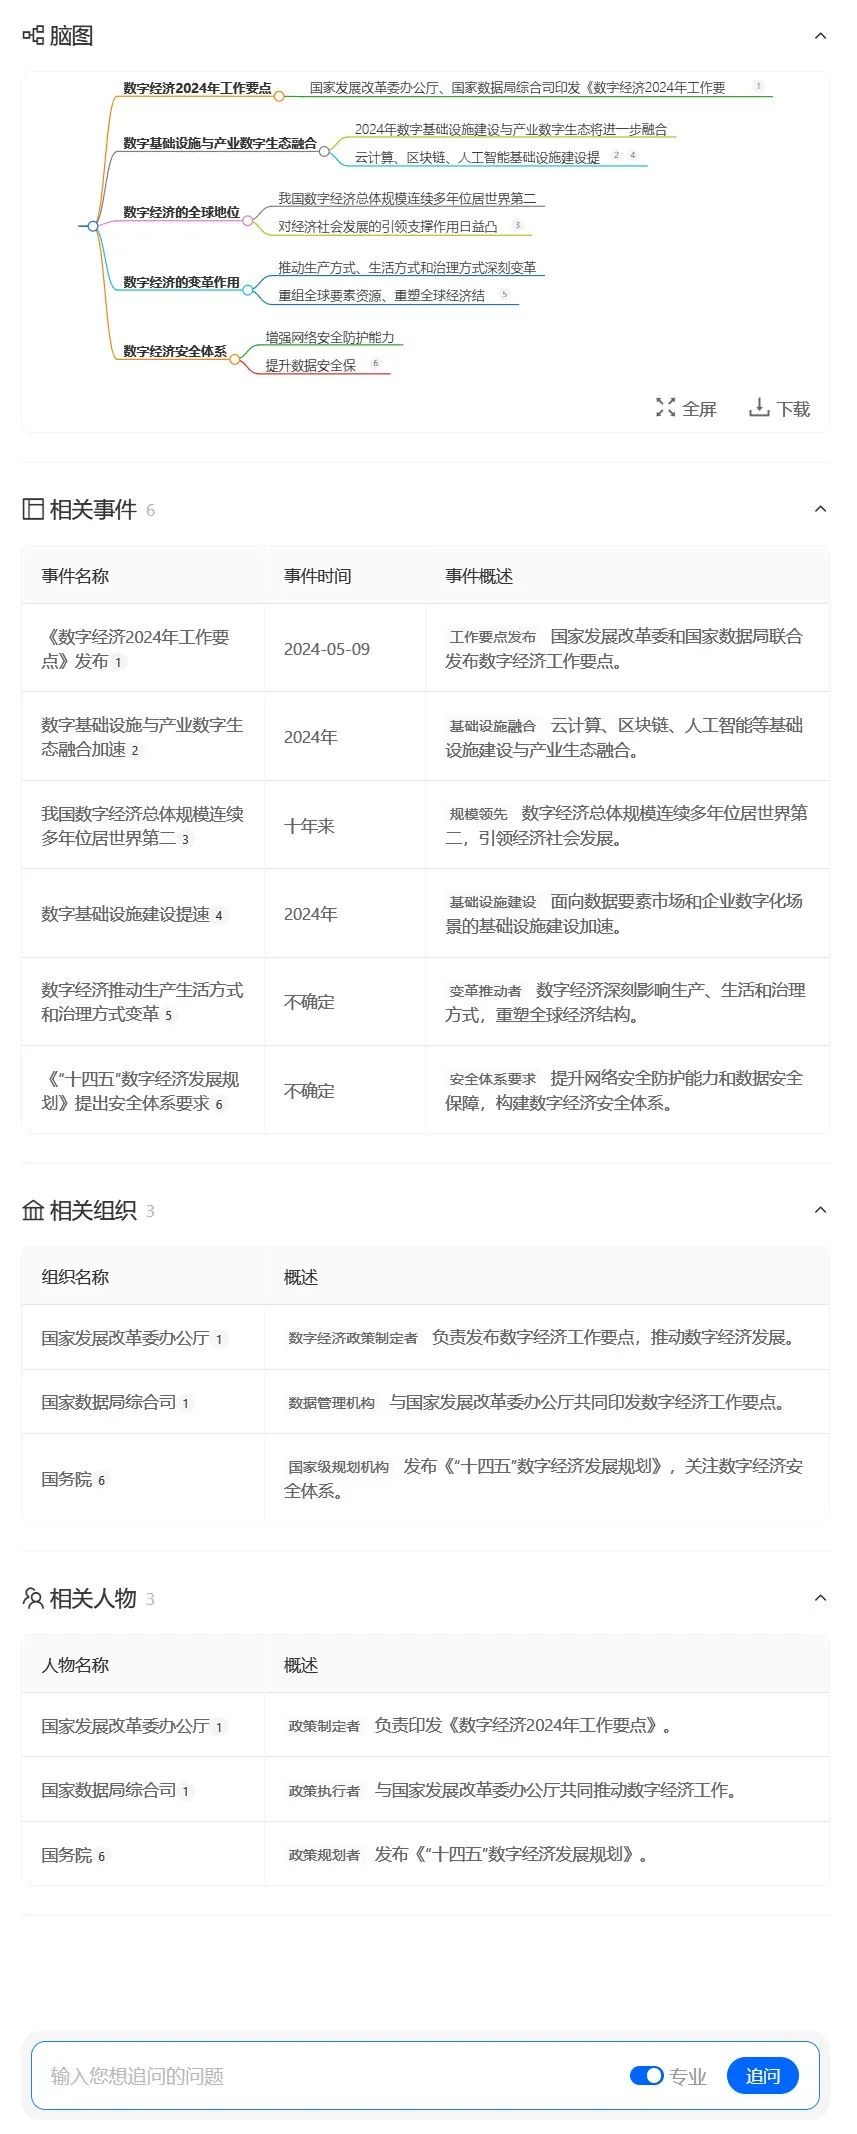 脑图
数字经济2024年工作要点
国家发展改革委办公厅、国家数据局综合司印发《数字经济2024年工作要 1
数字基础设施与产业数字生态融合
2024年数字基础设施建设与产业数字生态将进一步融合
云计算、区块链、人工智能基础设施建设提 2 4
数字经济的全球地位
我国数字经济总体规模连续多年位居世界第二
对经济社会发展的引领支撑作用日益凸 3
数字经济的变革作用
推动生产方式、生活方式和治理方式深刻变革
重组全球要素资源、重塑全球经济结 5
数字经济安全体系
增强网络安全防护能力
提升数据安全保 6
全屏 下载
相关事件 6
事件名称 事件时间 事件概述
《数字经济2024年工作要
点》发布 1
2024-05-09
工作要点发布 国家发展改革委和国家数据局联合
发布数字经济工作要点。
数字基础设施与产业数字生
态融合加速 2
2024年
基础设施融合 云计算、区块链、人工智能等基础
设施建设与产业生态融合。
我国数字经济总体规模连续
多年位居世界第二 3
十年来
规模领先 数字经济总体规模连续多年位居世界第
二，引领经济社会发展。
数字基础设施建设提速 4
2024年
基础设施建设 面向数据要素市场和企业数字化场
景的基础设施建设加速。
数字经济推动生产生活方式
和治理方式变革 5
不确定
变革推动者 数字经济深刻影响生产、生活和治理
方式，重塑全球经济结构。
《“十四五”数字经济发展规
划》提出安全体系要求 6
不确定
安全体系要求 提升网络安全防护能力和数据安全
保障，构建数字经济安全体系。
相关组织 3
组织名称 概述
国家发展改革委办公厅 1 数字经济政策制定者 负责发布数字经济工作要点，推动数字经济发展。
国家数据局综合司 1 数据管理机构 与国家发展改革委办公厅共同印发数字经济工作要点。
国务院 6
国家级规划机构 发布《“十四五”数字经济发展规划》，关注数字经济安
全体系。
相关人物 3
人物名称 概述
国家发展改革委办公厅 1 政策制定者 负责印发《数字经济2024年工作要点》。
国家数据局综合司 1 政策执行者 与国家发展改革委办公厅共同推动数字经济工作。
国务院 6 政策规划者 发布《“十四五”数字经济发展规划》。
输入您想追问的问题 专业 追问